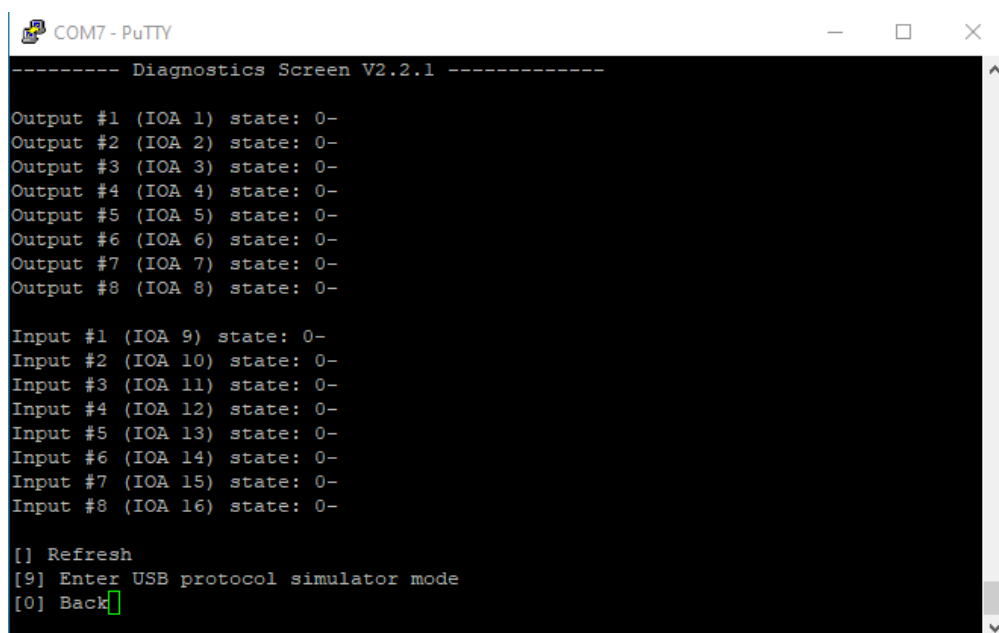 COM7 - PuTTY
--------- Diagnostics Screen V2.2.1 -------------
Output #1 (IOA 1) state: 0-
Output #2 (IOA 2) state: 0-
Output #3 (IOA 3) state: 0-
Output #4 (IOA 4) state: 0-
Output #5 (IOA 5) state: 0-
Output #6 (IOA 6) state: 0-
Output #7 (IOA 7) state: 0-
Output #8 (IOA 8) state: 0-
Input #1 (IOA 9) state: 0-
Input #2 (IOA 10) state: 0-
Input #3 (IOA 11) state: 0-
Input #4 (IOA 12) state: 0-
Input #5 (IOA 13) state: 0-
Input #6 (IOA 14) state: 0-
Input #7 (IOA 15) state: 0-
Input #8 (IOA 16) state: 0-
[] Refresh
[9] Enter USB protocol simulator mode
[0] Back